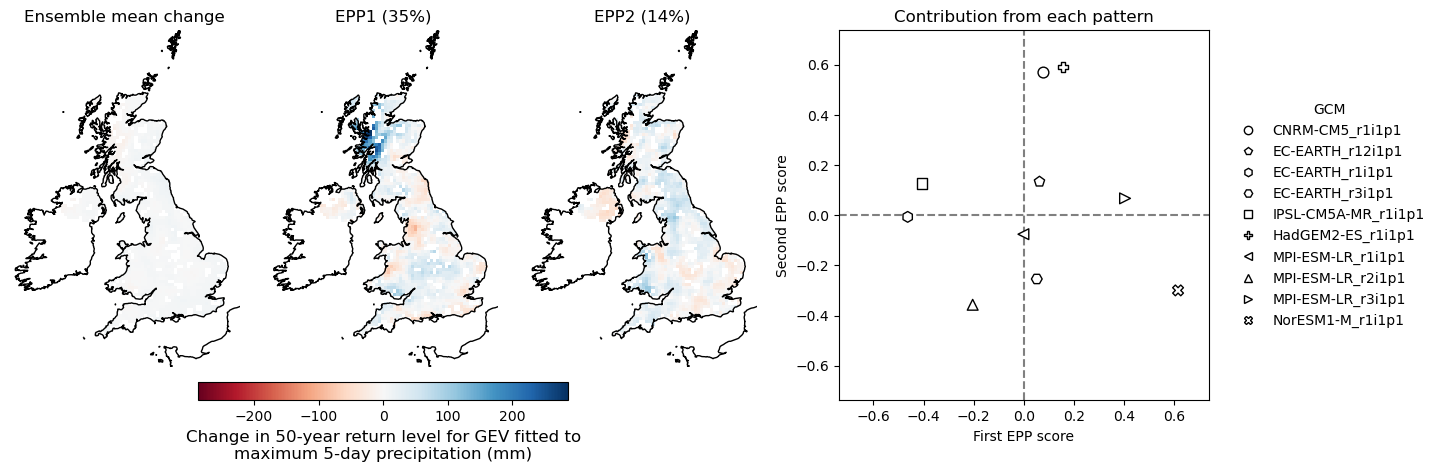 Ensemble mean change
EPP1 (35%)
EPP2 (14%)
Contribution from each pattern
−200
−100
0
100
200
Change in 50-year return level for GEV fitted to
maximum 5-day precipitation (mm)
Second EPP score
0.6
0.4
0.2
0.0
−0.2
−0.4
−0.6
−0.6
−0.4
−0.2
0.0
0.2
0.4
0.6
First EPP score
GCM
CNRM-CM5_r1i1p1
EC-EARTH_r12i1p1
EC-EARTH_r1i1p1
EC-EARTH_r3i1p1
IPSL-CM5A-MR_r1i1p1
HadGEM2-ES_r1i1p1
MPI-ESM-LR_r1i1p1
MPI-ESM-LR_r2i1p1
MPI-ESM-LR_r3i1p1
NorESM1-M_r1i1p1